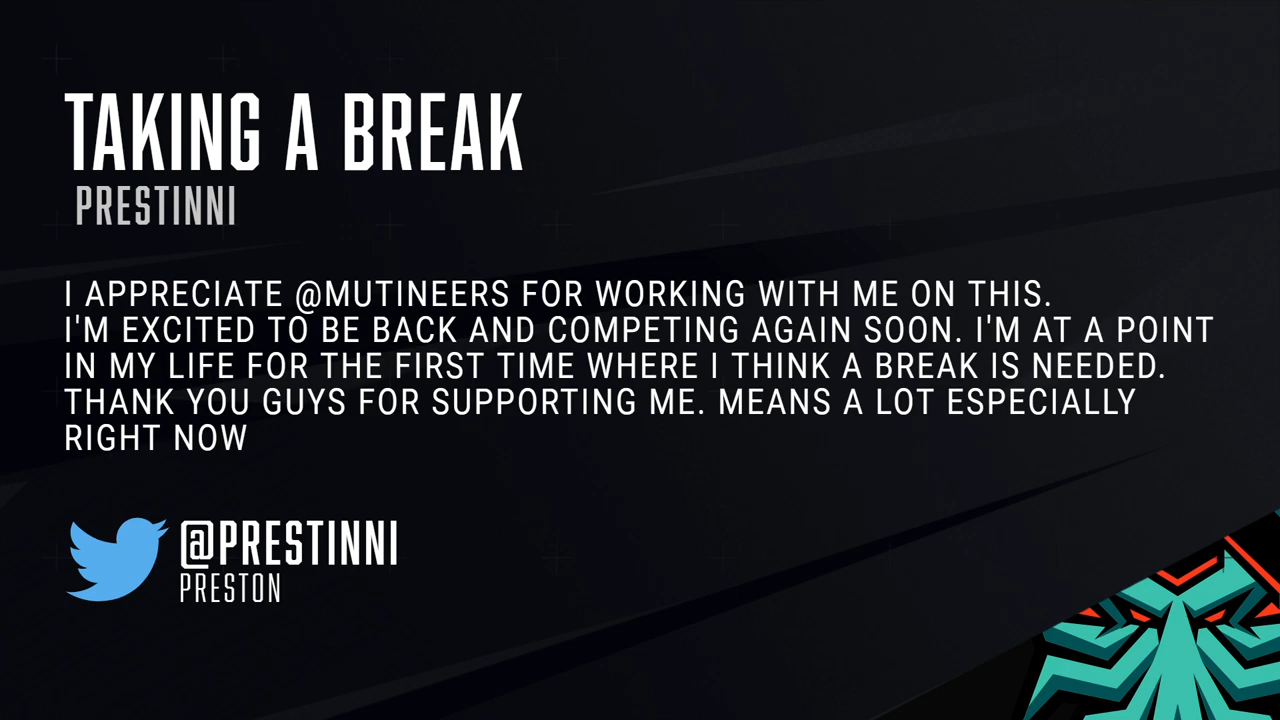 TAKING A BREAK
PRESTINNI
I APPRECIATE @MUTINEERS FOR WORKING WITH ME ON THIS.
I'M EXCITED TO BE BACK AND COMPETING AGAIN SOON. I'M AT A POINT
IN MY LIFE FOR THE FIRST TIME WHERE I THINK A BREAK IS NEEDED.
THANK YOU GUYS FOR SUPPORTING ME. MEANS A LOT ESPECIALLY
RIGHT NOW
@PRESTINNI
PRESTON